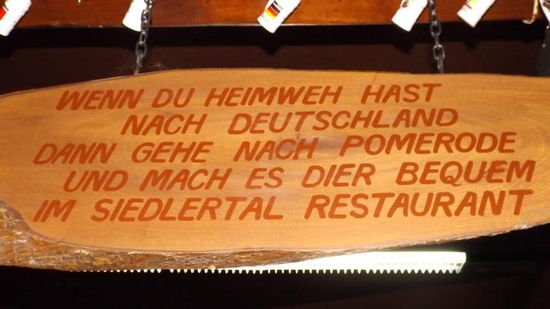 WENN DU HEIMWEH HAST
NACH DEUTSCHLAND
DANN GEHE NACH POMERODE
UND MACH ES DIER BEQUEM
IM SIEDLERTAL RESTAURANT